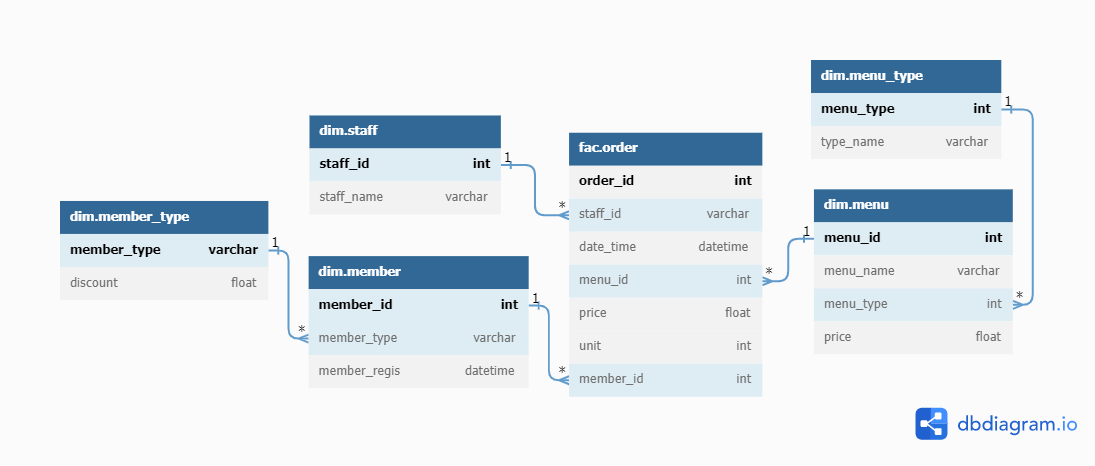 dim.member_type
member_type varchar
discount float
dim.staff
staff_id int
staff_name varchar
dim.member
member_id int
member_type varchar
member_regis datetime
fac.order
order_id int
staff_id varchar
date_time datetime
menu_id int
price float
unit int
member_id int
dim.menu_type
menu_type int
type_name varchar
dim.menu
menu_id int
menu_name varchar
menu_type int
price float
1
*
1
*
1
*
1
*
1
*
dbdiagram.io